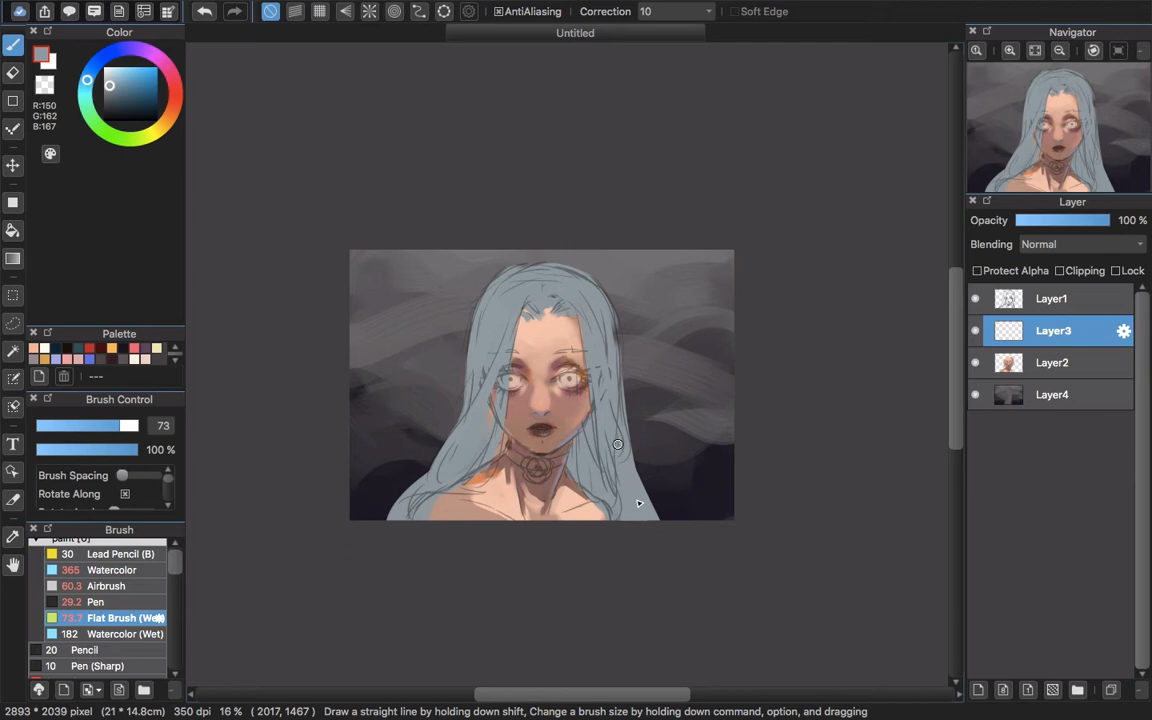 AntiAliasing Correction 10 Soft Edge
Untitled
Color
R:150
G:162
B:167
Palette
---
Brush Control
73
100 %
Brush Spacing
Rotate Along
Brush
30 Lead Pencil (B)
365 Watercolor
60.3 Airbrush
29.2 Pen
73.7 Flat Brush (Wet)
182 Watercolor (Wet)
20 Pencil
10 Pen (Sharp)
Navigator
Layer
Opacity 100 %
Blending Normal
Protect Alpha Clipping Lock
Layer1
Layer3
Layer2
Layer4
2893 * 2039 pixel (21 * 14.8cm) 350 dpi 16 % ( 2017, 1467 ) Draw a straight line by holding down shift, Change a brush size by holding down command, option, and dragging